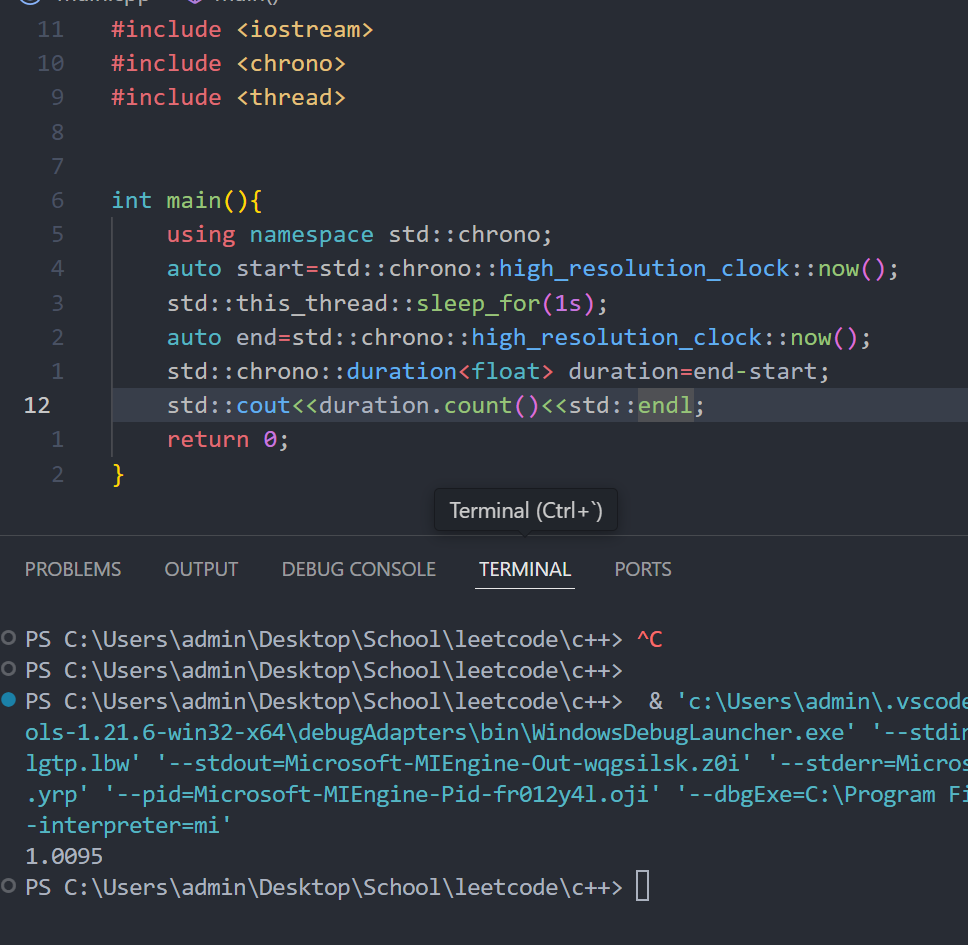 11 #include <iostream>
10 #include <chrono>
9 #include <thread>
8
7
6 int main(){
5 using namespace std::chrono;
4 auto start=std::chrono::high_resolution_clock::now();
3 std::this_thread::sleep_for(1s);
2 auto end=std::chrono::high_resolution_clock::now();
1 std::chrono::duration<float> duration=end-start;
12 std::cout<<duration.count()<<std::endl;
1 return 0;
2 }
Terminal (Ctrl+`)
PROBLEMS OUTPUT DEBUG CONSOLE TERMINAL PORTS
PS C:\Users\admin\Desktop\School\leetcode\c++> ^C
PS C:\Users\admin\Desktop\School\leetcode\c++>
PS C:\Users\admin\Desktop\School\leetcode\c++> & 'c:\Users\admin\.vscode
ols-1.21.6-win32-x64\debugAdapters\bin\WindowsDebugLauncher.exe' '--stdin
lgtp.lbw' '--stdout=Microsoft-MIEngine-Out-wqgsilsk.z0i' '--stderr=Micros
.yrp' '--pid=Microsoft-MIEngine-Pid-fr012y4l.oji' '--dbgExe=C:\Program Fi
-interpreter=mi'
1.0095
PS C:\Users\admin\Desktop\School\leetcode\c++>